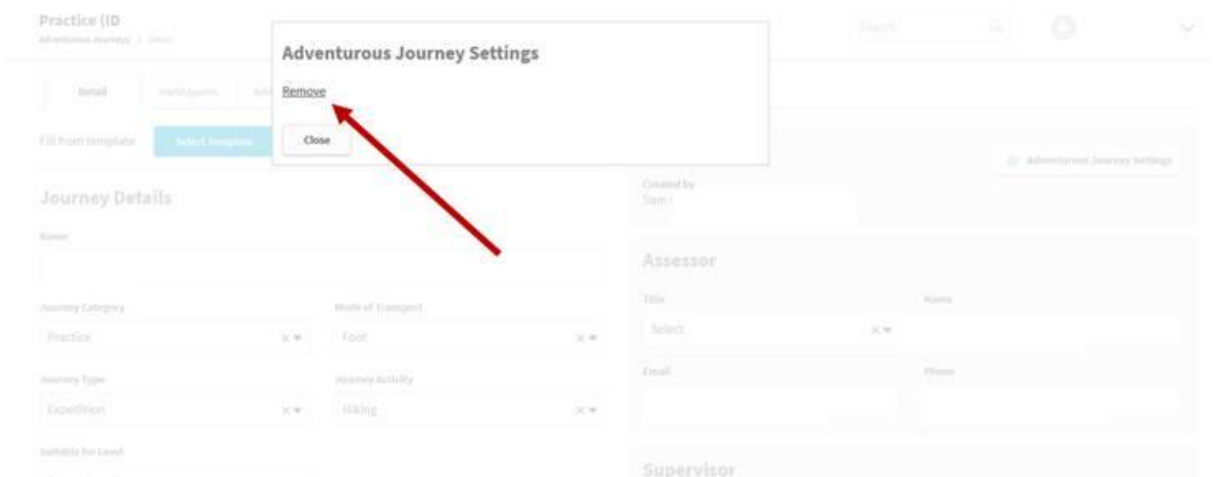 Practice (ID
Adventurous Journeys / Detail
Search
Adventurous Journey Settings
Remove
Close
Detail
Participants
Fill from template
Select Template
Adventurous Journey Settings
Created by
Sam
Journey Details
Name
Assessor
Title
Name
Select
Journey Category
Mode of Transport
Practice
Foot
Email
Phone
Journey Type
Journey Activity
Expedition
Hiking
Suitable for Level
Supervisor